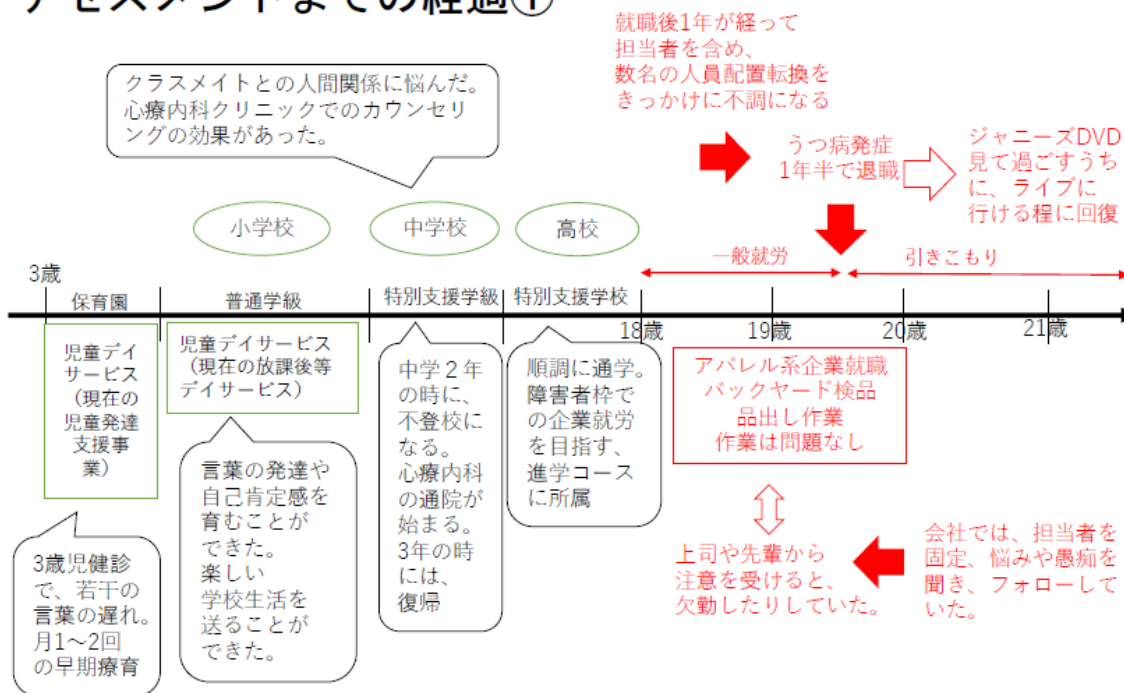 アセスメントまでの経過①
就職後1年が経って
担当者を含め、
数名の人員配置転換を
きっかけに不調になる
クラスメイトとの人間関係に悩んだ。
心療内科クリニックでのカウンセリ
ングの効果があった。
うつ病発症
1年半で退職
ジャニーズDVD
見て過ごすうち
に、ライブに
行ける程に回復
小学校
中学校
高校
一般就労
引きこもり
3歳
保育園
普通学級
特別支援学級
特別支援学校
18歳
19歳
20歳
21歳
児童デイ
サービス
（現在の
児童発達
支援事
業）
児童デイサービス
（現在の放課後等
デイサービス）
中学２年
の時に、
不登校に
なる。
心療内科
の通院が
始まる。
3年の時
には、
復帰
順調に通学。
障害者枠で
の企業就労
を目指す、
進学コース
に所属
アパレル系企業就職
バックヤード検品
品出し作業
作業は問題なし
言葉の発達や
自己肯定感を
育むことが
できた。
楽しい
学校生活を
送ることが
できた。
3歳児健診
で、若干の
言葉の遅れ。
月1～2回
の早期療育
上司や先輩から
注意を受けると、
欠勤したりしていた。
会社では、担当者を
固定、悩みや愚痴を
聞き、フォローして
いた。